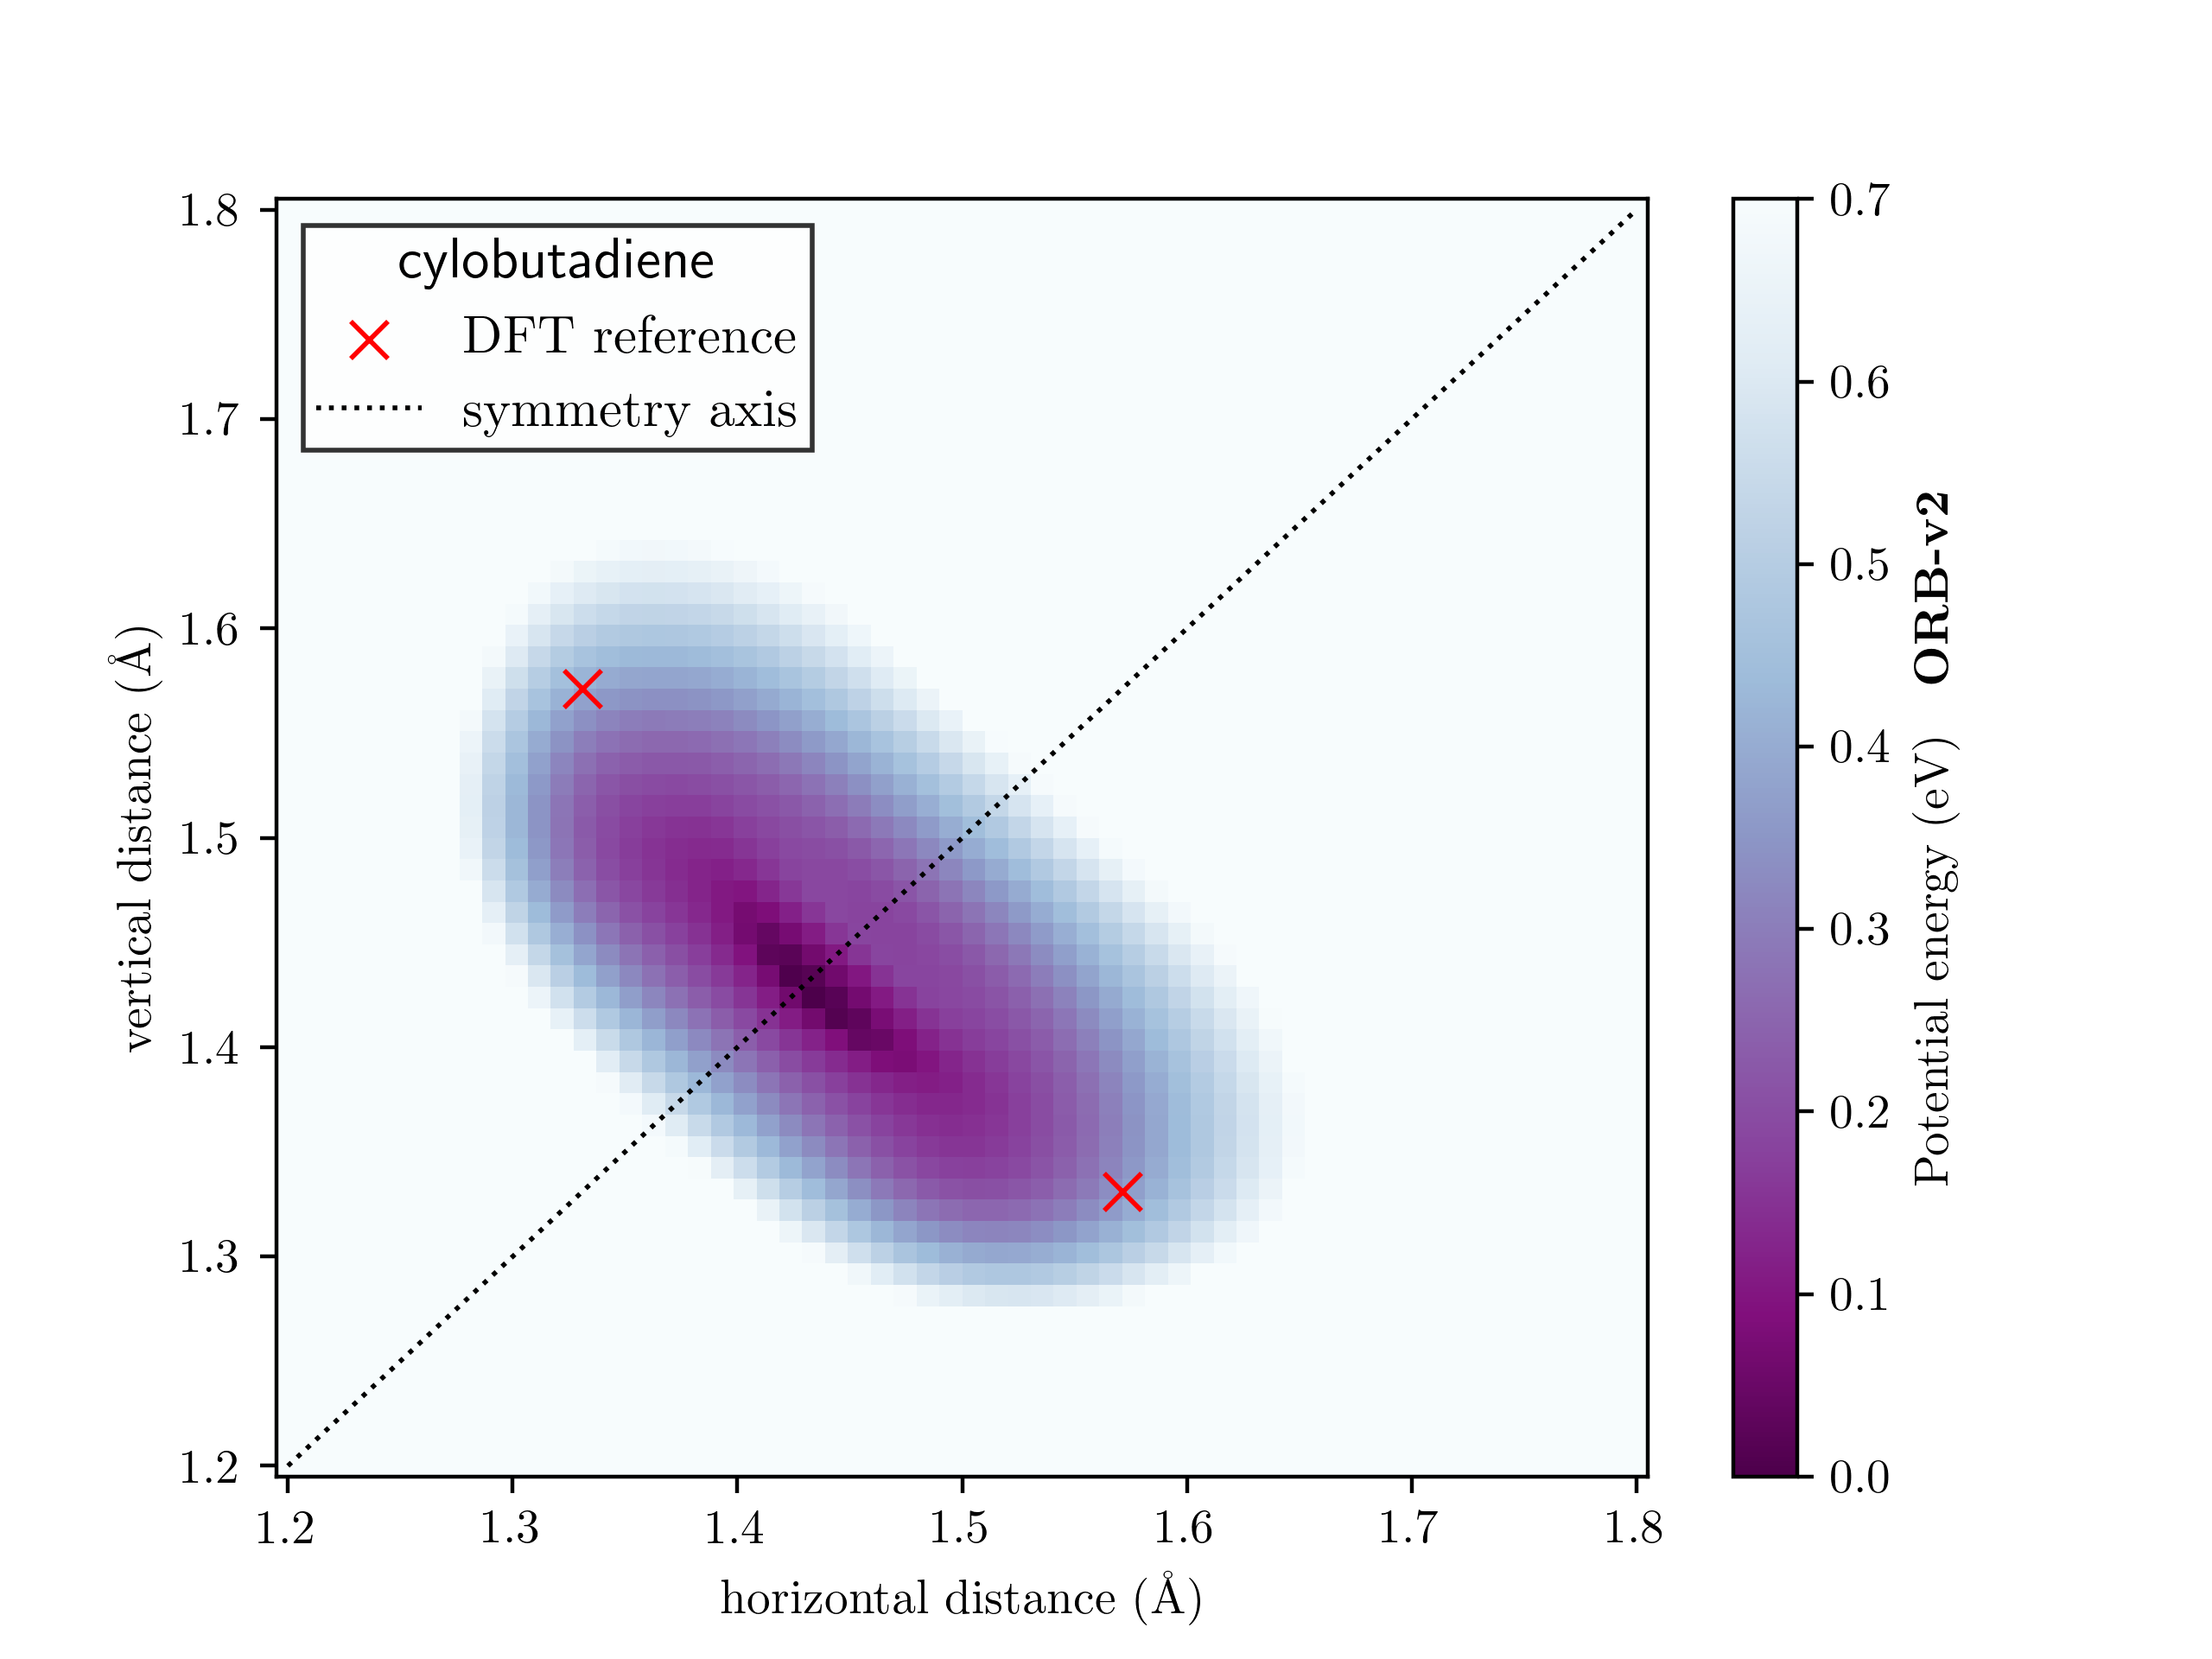 cylobutadiene
DFT reference
symmetry axis
1.8
1.7
1.6
1.5
1.4
1.3
1.2
vertical distance (Å)
1.2 1.3 1.4 1.5 1.6 1.7 1.8
horizontal distance (Å)
0.7
0.6
0.5
0.4
0.3
0.2
0.1
0.0
Potential energy (eV) ORB-v2